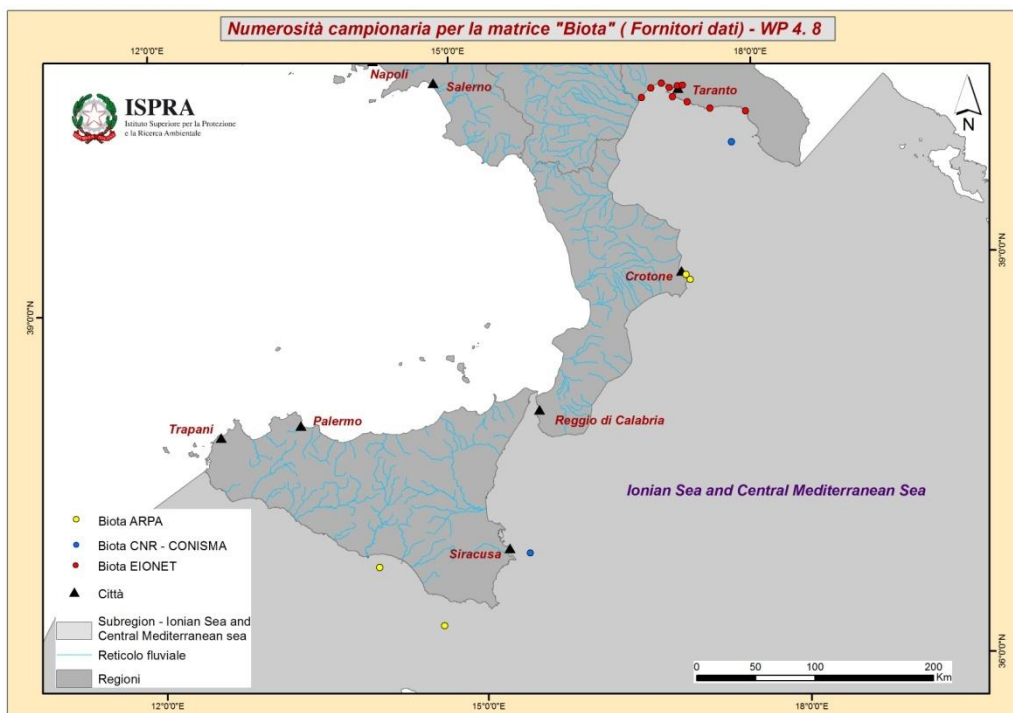 Numerosità campionaria per la matrice "Biota" ( Fornitori dati) - WP 4. 8
12°0'0"E
15°0'0"E
18°0'0"E
ISPRA
Istituto Superiore per la Protezione
e la Ricerca Ambientale
Napoli
Salerno
Taranto
N
39°0'0"N
Crotone
39°0'0"N
Reggio di Calabria
Palermo
Trapani
Ionian Sea and Central Mediterranean Sea
Siracusa
Biota ARPA
Biota CNR - CONISMA
Biota EIONET
Città
Subregion - Ionian Sea and
Central Mediterranean sea
Reticolo fluviale
Regioni
36°0'0"N
0 50 100 200
Km
12°0'0"E
15°0'0"E
18°0'0"E